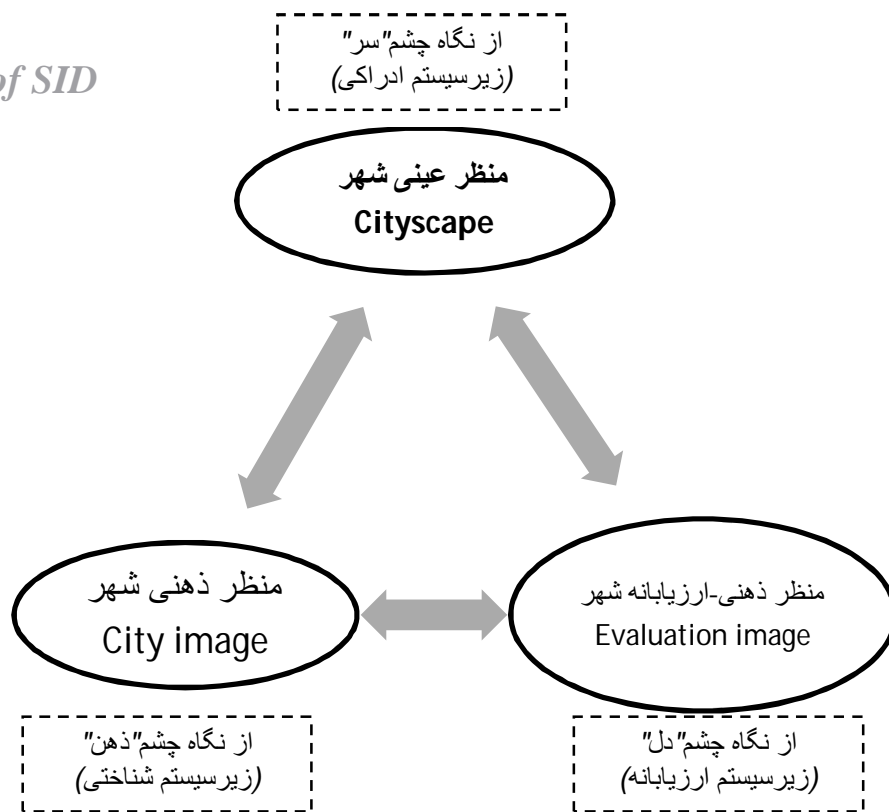 از نگاه چشم"سر"
(زیرسیستم ادراکی)
of SID
منظر عینی شهر
Cityscape
منظر ذهنی شهر
City image
منظر ذهنی-ارزیابانه شهر
Evaluation image
از نگاه چشم"ذهن"
(زیرسیستم شناختی)
از نگاه چشم"دل"
(زیرسیستم ارزیابانه)